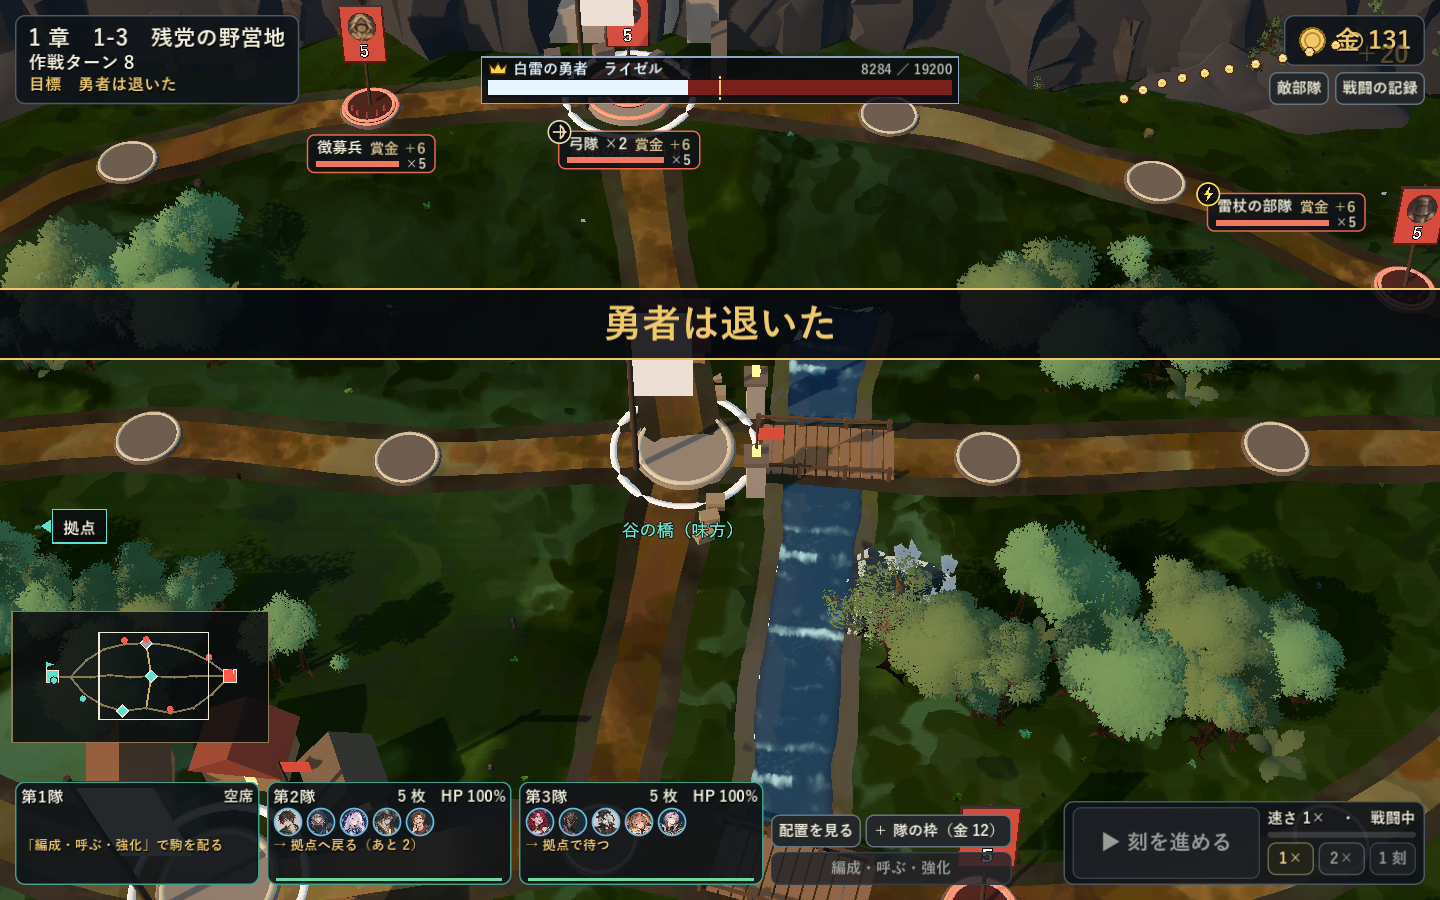 1 章　1-3　残党の野営地
作戦ターン 8
目標　勇者は退いた
5
5
白雷の勇者　ライゼル
8284 ／ 19200
金 131
+20
敵部隊
戦闘の記録
徴募兵 賞金 +6
×5
弓隊 ×2 賞金 +6
×5
雷杖の部隊 賞金 +6
×5
5
勇者は退いた
谷の橋（味方）
拠点
第1隊
空席
「編成・呼ぶ・強化」で駒を配る
第2隊
5 枚　HP 100%
→ 拠点へ戻る（あと 2）
第3隊
5 枚　HP 100%
→ 拠点で待つ
配置を見る
+ 隊の枠（金 12）
5
編成・呼ぶ・強化
▶ 刻を進める
速さ 1×　・　戦闘中
1×
2×
1 刻